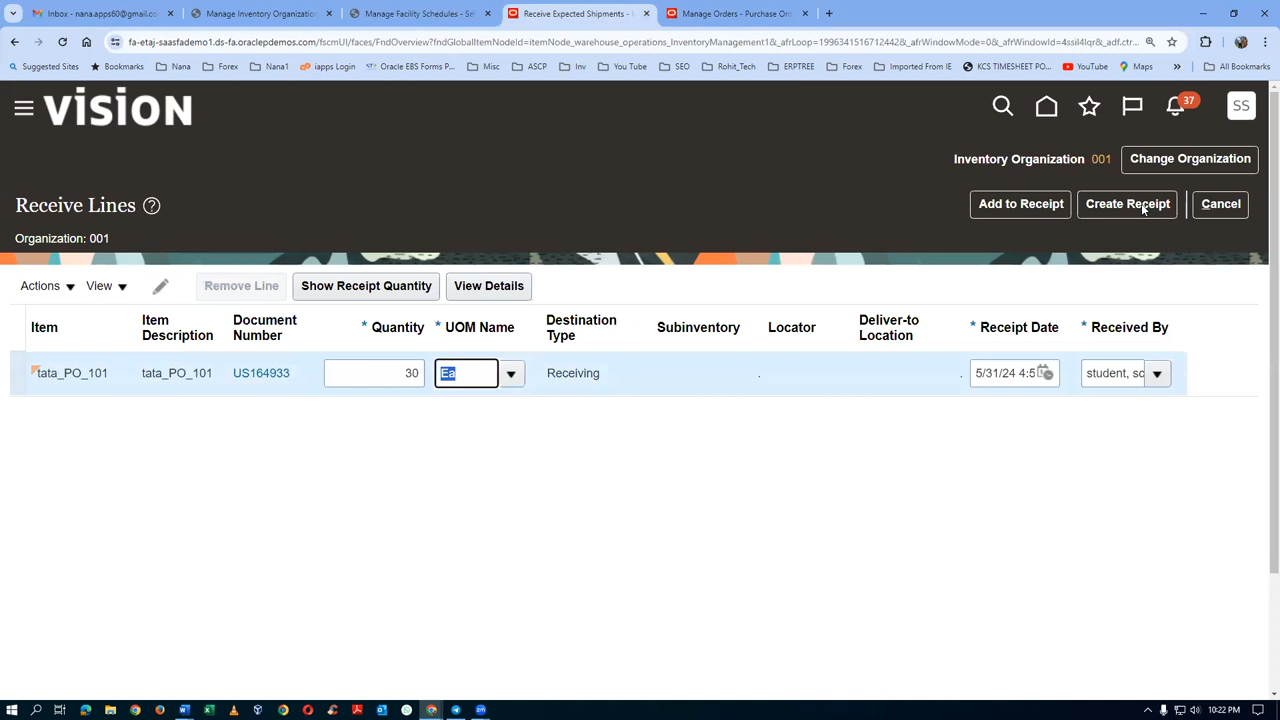 Inbox - nana.apps60@gmail.co
Manage Inventory Organization
Manage Facility Schedules - Se
Receive Expected Shipments -
Manage Orders - Purchase Ord
fa-etaj-saasfademo1.ds-fa.oraclepdemos.com/fscmUI/faces/FndOverview?fndGlobalItemNodeId=itemNode_warehouse_operations_InventoryManagement1&_afrLoop=1996341516712442&_afrWindowMode=0&_afrWindowId=4ssil4lqr&_adf.ctr...
Suggested Sites Bookmarks Nana Forex Nana1 iapps Login Oracle EBS Forms P... Misc ASCP Inv You Tube SEO Rohit_Tech ERPTREE Forex Imported From IE KCS TIMESHEET PO... YouTube Maps » All Bookmarks
vision
37
SS
Inventory Organization 001 Change Organization
Receive Lines ?
Add to Receipt Create Receipt Cancel
Organization: 001
Actions View Remove Line Show Receipt Quantity View Details
Item Item Description Document Number * Quantity * UOM Name Destination Type Subinventory Locator Deliver-to Location * Receipt Date * Received By
tata_PO_101 tata_PO_101 US164933 30 Ea Receiving . . 5/31/24 4:5 student, sc
10:22 PM